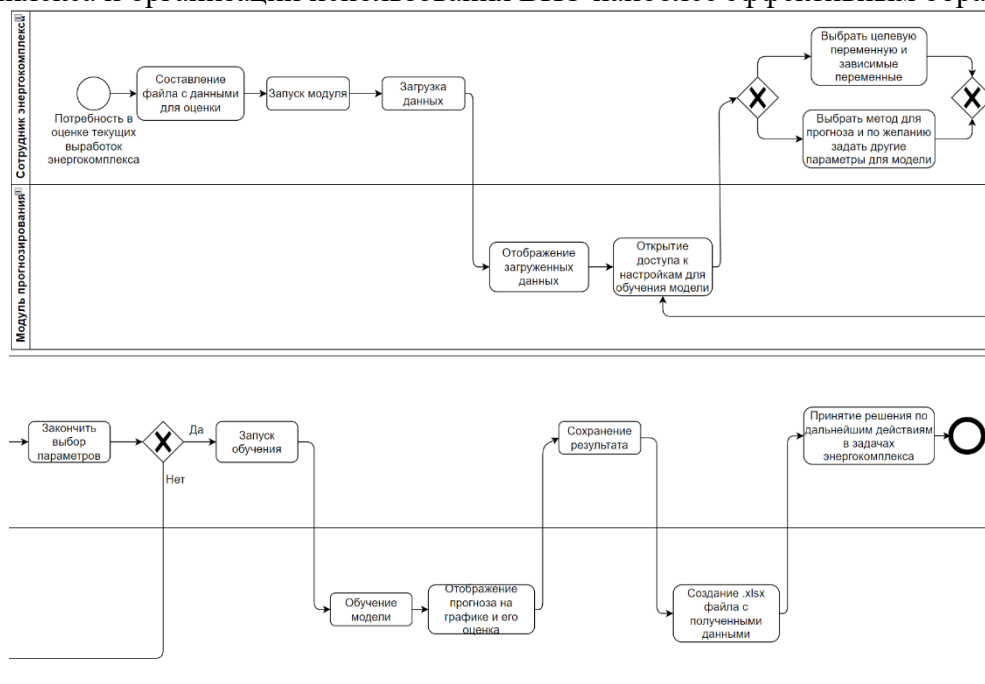 Сотрудник энергокомплекса
Потребность в
оценке текущих
выработок
энергокомплекса
Составление
файла с данными
для оценки
Запуск модуля
Загрузка
данных
Выбрать целевую
переменную и
зависимые
переменные
Выбрать метод для
прогноза и по желанию
задать другие
параметры для модели
Модуль прогнозирования
Отображение
загруженных
данных
Открытие
доступа к
настройкам для
обучения модели
Закончить
выбор
параметров
Да
Нет
Запуск
обучения
Обучение
модели
Отображение
прогноза на
графике и его
оценка
Сохранение
результата
Создание .xlsx
файла с
полученными
данными
Принятие решения по
дальнейшим действиям
в задачах
энергокомплекса